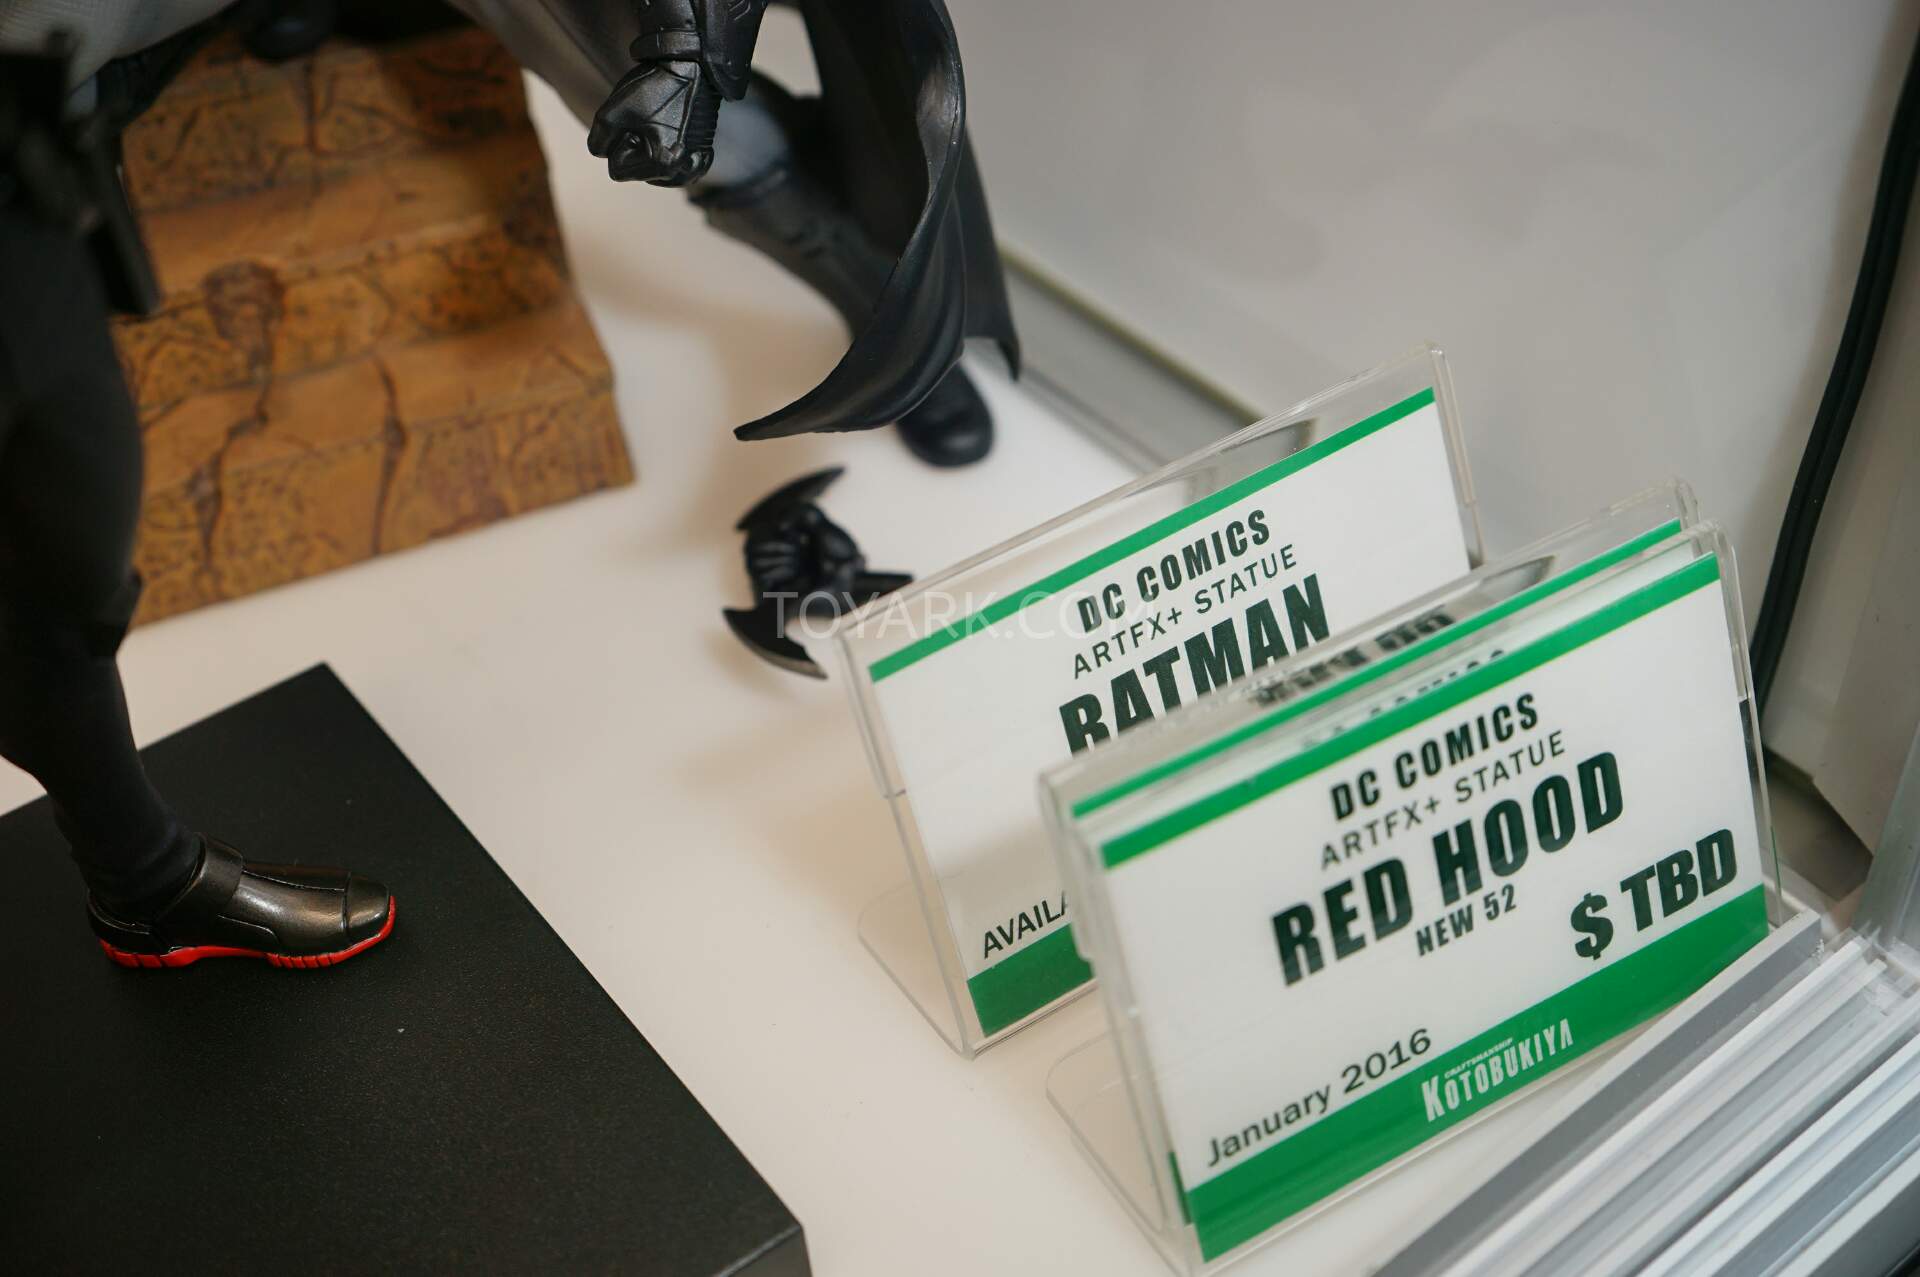 DC COMICS
ARTFX+ STATUE
BATMAN
DC COMICS
ARTFX+ STATUE
RED HOOD
NEW 52
$ TBD
January 2016
CRAFTSMANSHIP
KOTOBUKIYA
TOYARK.COM